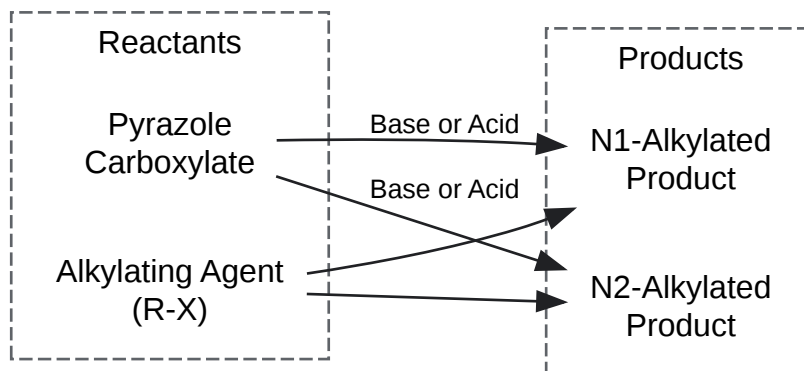 Reactants
Pyrazole
Carboxylate
Alkylating Agent
(R-X)
Base or Acid
Base or Acid
Products
N1-Alkylated
Product
N2-Alkylated
Product